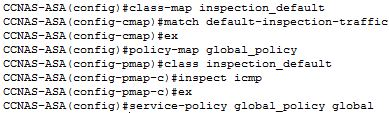 CCNAS-ASA(config)#class-map inspection_default
CCNAS-ASA(config-cmap)#match default-inspection-traffic
CCNAS-ASA(config-cmap)#ex
CCNAS-ASA(config)#policy-map global_policy
CCNAS-ASA(config-pmap)#class inspection_default
CCNAS-ASA(config-pmap-c)#inspect icmp
CCNAS-ASA(config-pmap-c)#ex
CCNAS-ASA(config)#service-policy global_policy global